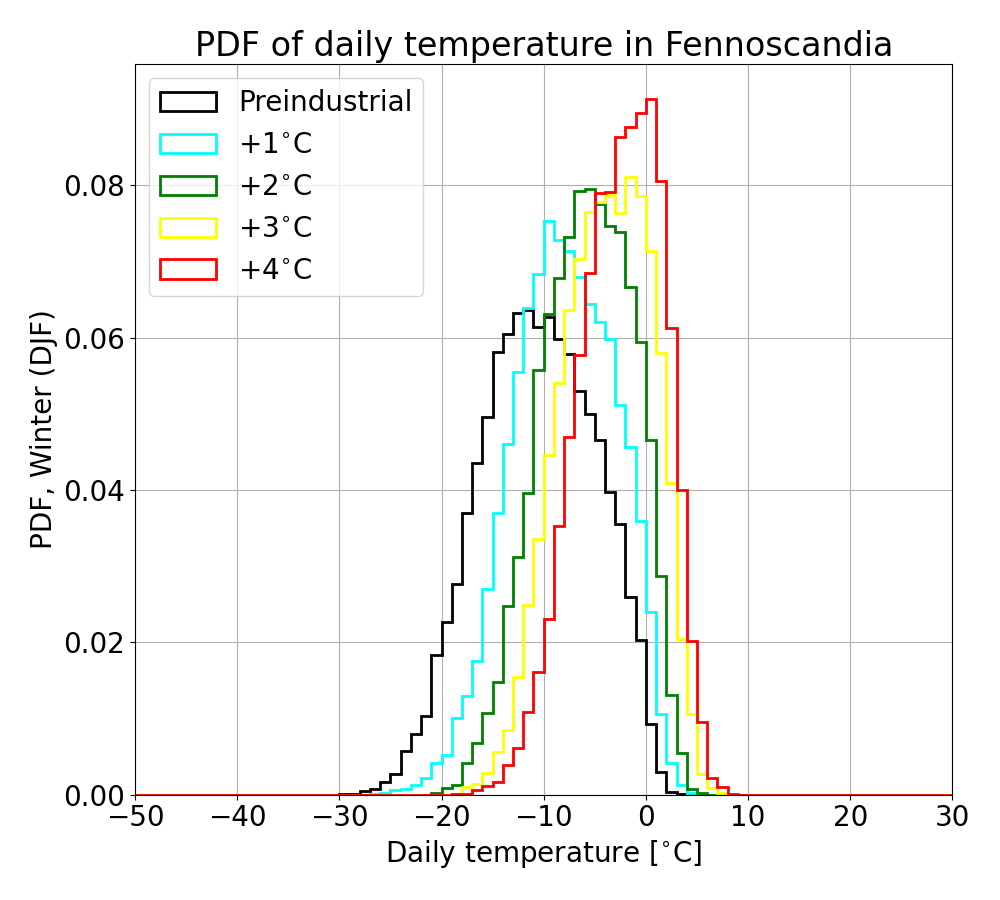 PDF of daily temperature in Fennoscandia
Preindustrial
+1°C
+2°C
+3°C
+4°C
PDF, Winter (DJF)
0.08
0.06
0.04
0.02
0.00
−50 −40 −30 −20 −10 0 10 20 30
Daily temperature [°C]